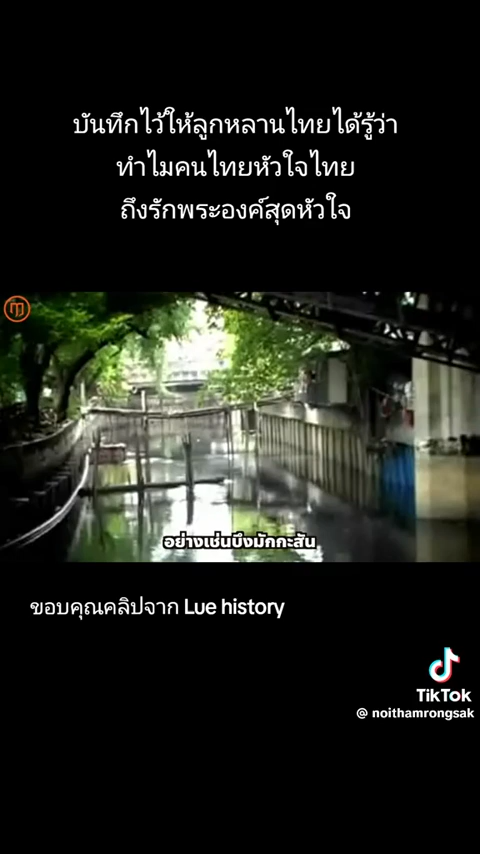 บันทึกไว้ให้ลูกหลานไทยได้รู้ว่า
ทำไมคนไทยหัวใจไทย
ถึงรักพระองค์สุดหัวใจ
อย่างเช่นบึงมักกะสัน
ขอบคุณคลิปจาก Lue history
TikTok
@ noithamrongsak